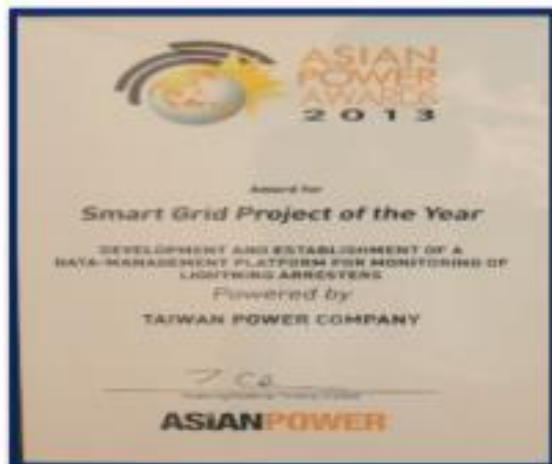 ASIAN
POWER
AWARDS
2013
Award for
Smart Grid Project of the Year
DEVELOPMENT AND ESTABLISHMENT OF A
DATA-MANAGEMENT PLATFORM FOR MONITORING OF
LIGHTNING ARRESTERS
Powered by
TAIWAN POWER COMPANY
ASIANPOWER